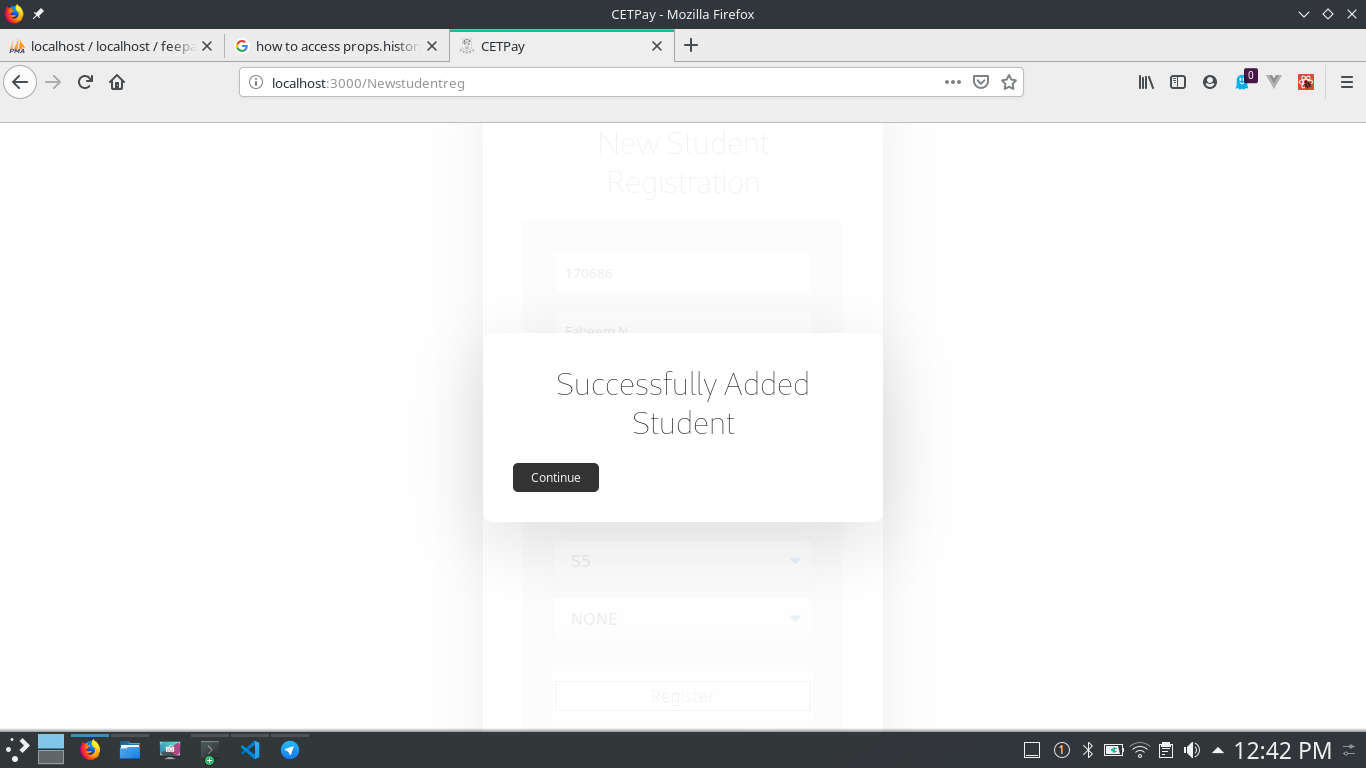 CETPay - Mozilla Firefox
localhost / localhost / feepa
how to access props.histor
CETPay
localhost:3000/Newstudentreg
0
New Student
Registration
170686
Faheem N
Successfully Added
Student
Continue
S5
NONE
Register
1
12:42 PM